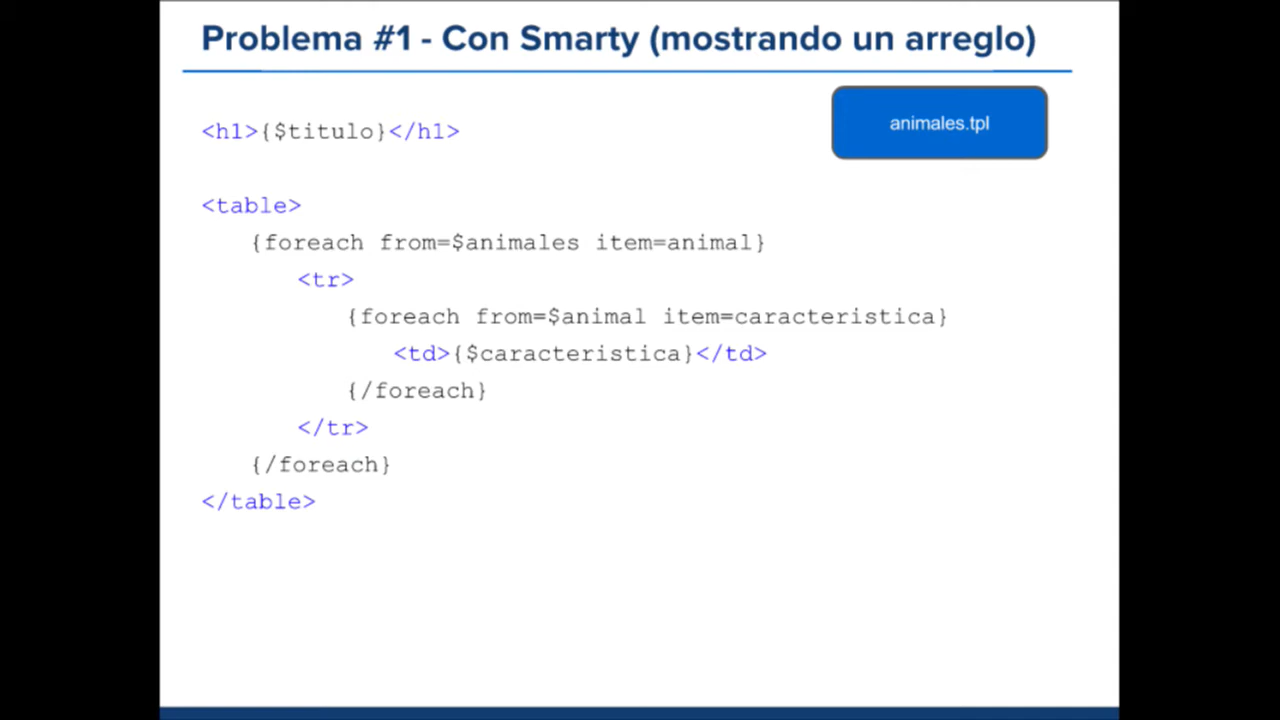 Problema #1 - Con Smarty (mostrando un arreglo)
animales.tpl
<h1>{$titulo}</h1>
<table>
{foreach from=$animales item=animal}
<tr>
{foreach from=$animal item=caracteristica}
<td>{$caracteristica}</td>
{/foreach}
</tr>
{/foreach}
</table>